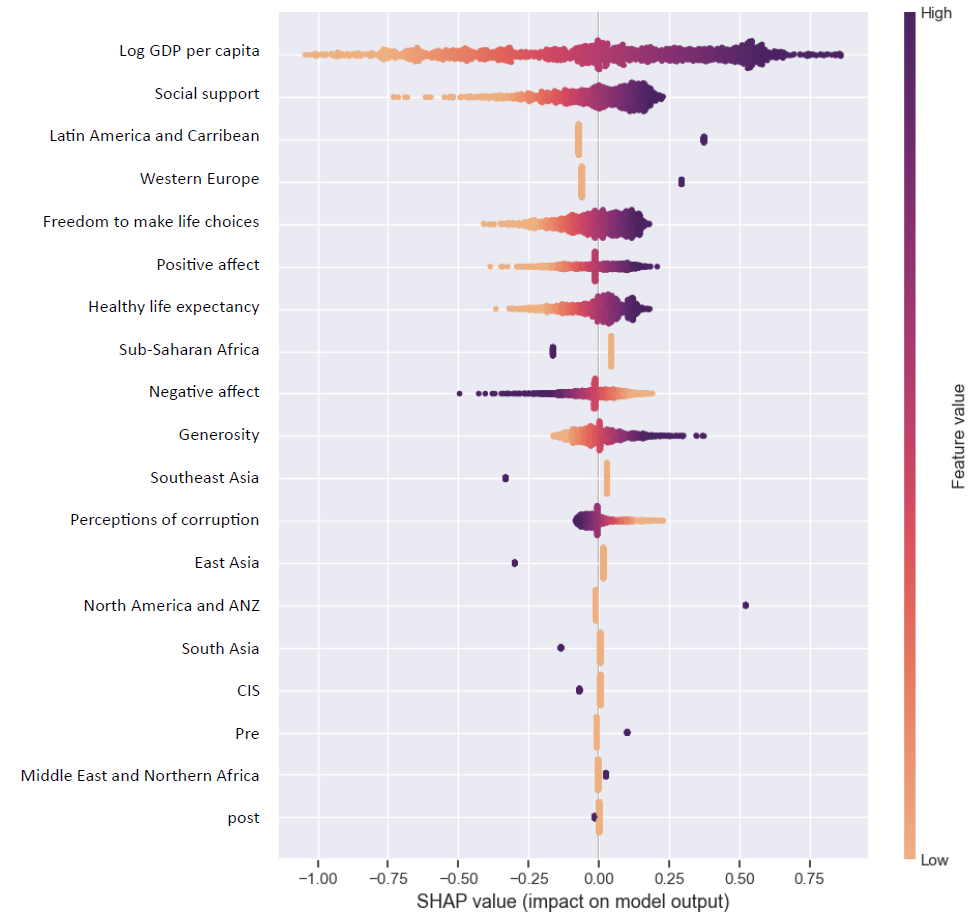 High
Log GDP per capita
Social support
Latin America and Carribean
Western Europe
Freedom to make life choices
Positive affect
Healthy life expectancy
Sub-Saharan Africa
Negative affect
Generosity
Southeast Asia
Perceptions of corruption
East Asia
North America and ANZ
South Asia
CIS
Pre
Middle East and Northern Africa
post
Feature value
Low
−1.00 −0.75 −0.50 −0.25 0.00 0.25 0.50 0.75
SHAP value (impact on model output)